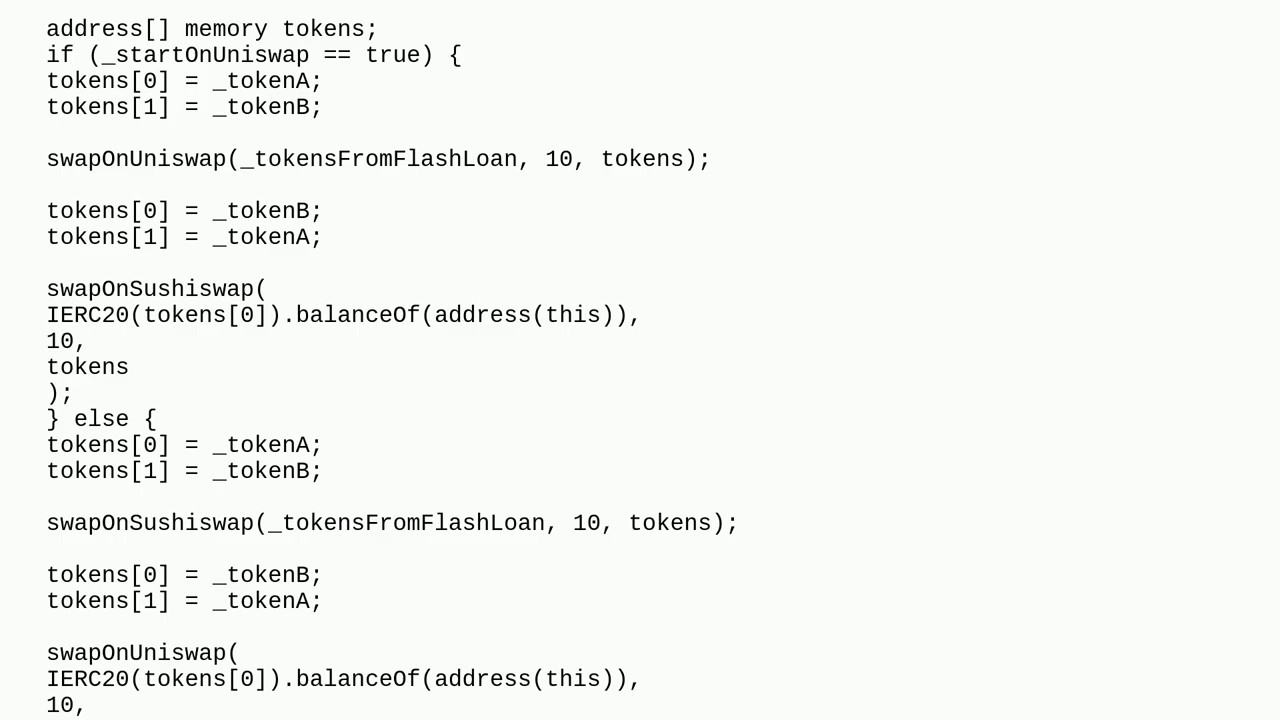 address[] memory tokens;
if (_startOnUniswap == true) {
tokens[0] = _tokenA;
tokens[1] = _tokenB;
swapOnUniswap(_tokensFromFlashLoan, 10, tokens);
tokens[0] = _tokenB;
tokens[1] = _tokenA;
swapOnSushiswap(
IERC20(tokens[0]).balanceOf(address(this)),
10,
tokens
);
} else {
tokens[0] = _tokenA;
tokens[1] = _tokenB;
swapOnSushiswap(_tokensFromFlashLoan, 10, tokens);
tokens[0] = _tokenB;
tokens[1] = _tokenA;
swapOnUniswap(
IERC20(tokens[0]).balanceOf(address(this)),
10,